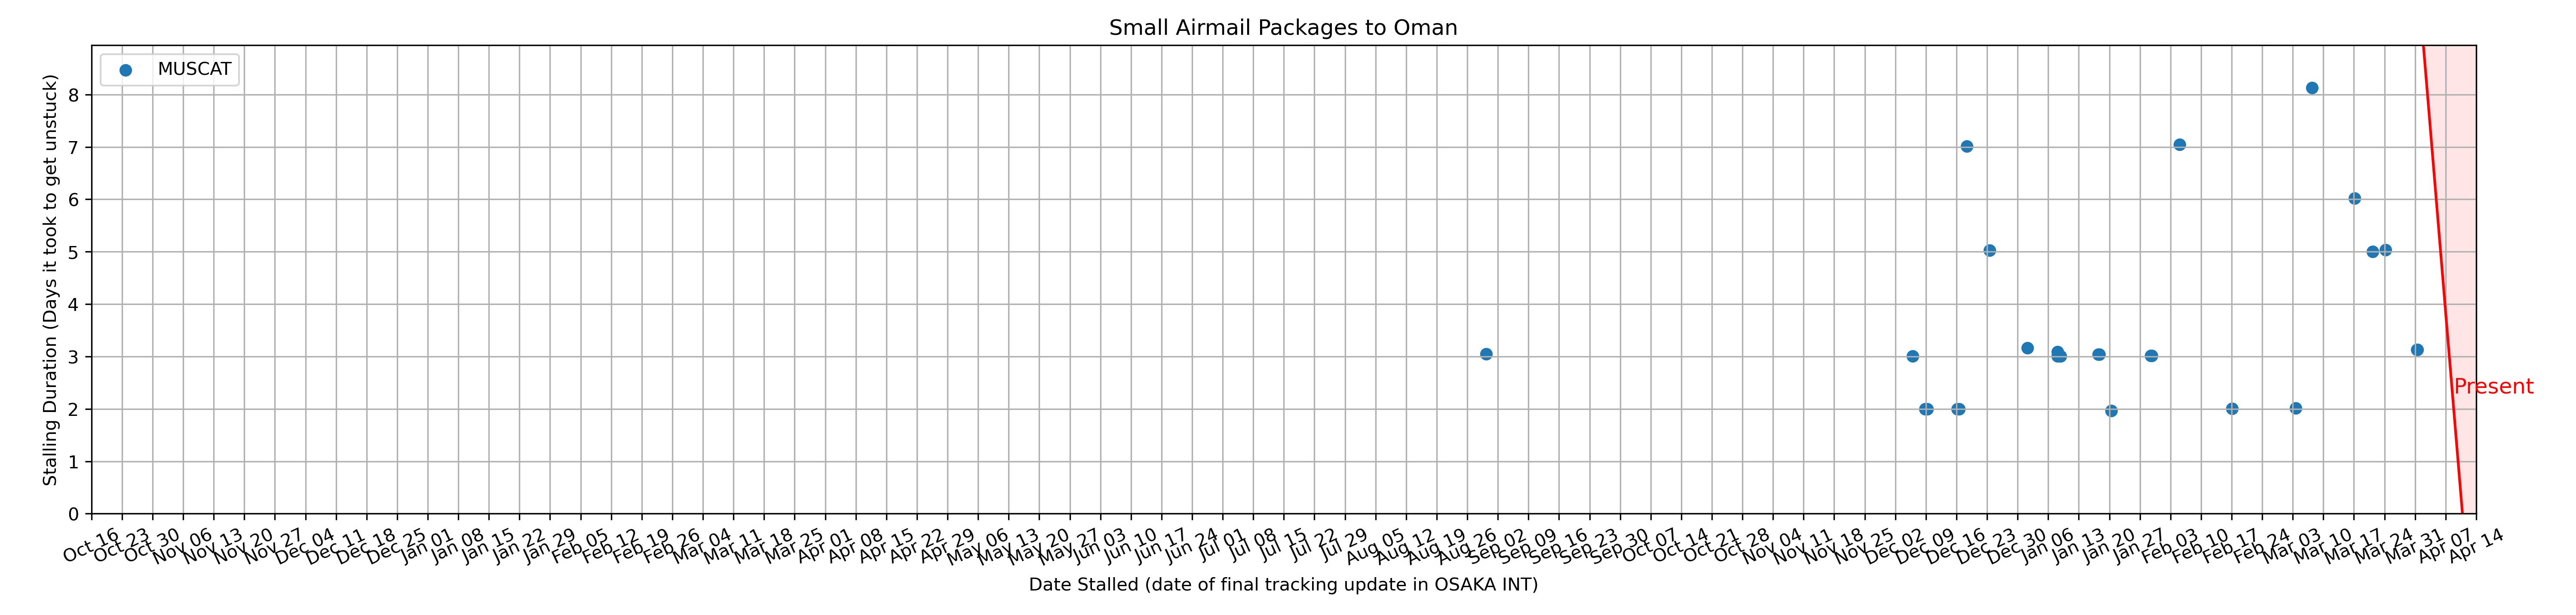 Small Airmail Packages to Oman
MUSCAT
Stalling Duration (Days it took to get unstuck)
8
7
6
5
4
3
2
1
0
Present
Oct 16 Oct 23 Oct 30 Nov 06 Nov 13 Nov 20 Nov 27 Dec 04 Dec 11 Dec 18 Dec 25 Jan 01 Jan 08 Jan 15 Jan 22 Jan 29 Feb 05 Feb 12 Feb 19 Feb 26 Mar 04 Mar 11 Mar 18 Mar 25 Apr 01 Apr 08 Apr 15 Apr 22 Apr 29 May 06 May 13 May 20 May 27 Jun 03 Jun 10 Jun 17 Jun 24 Jul 01 Jul 08 Jul 15 Jul 22 Jul 29 Aug 05 Aug 12 Aug 19 Aug 26 Sep 02 Sep 09 Sep 16 Sep 23 Sep 30 Oct 07 Oct 14 Oct 21 Oct 28 Nov 04 Nov 11 Nov 18 Nov 25 Dec 02 Dec 09 Dec 16 Dec 23 Dec 30 Jan 06 Jan 13 Jan 20 Jan 27 Feb 03 Feb 10 Feb 17 Feb 24 Mar 03 Mar 10 Mar 17 Mar 24 Mar 31 Apr 07 Apr 14
Date Stalled (date of final tracking update in OSAKA INT)